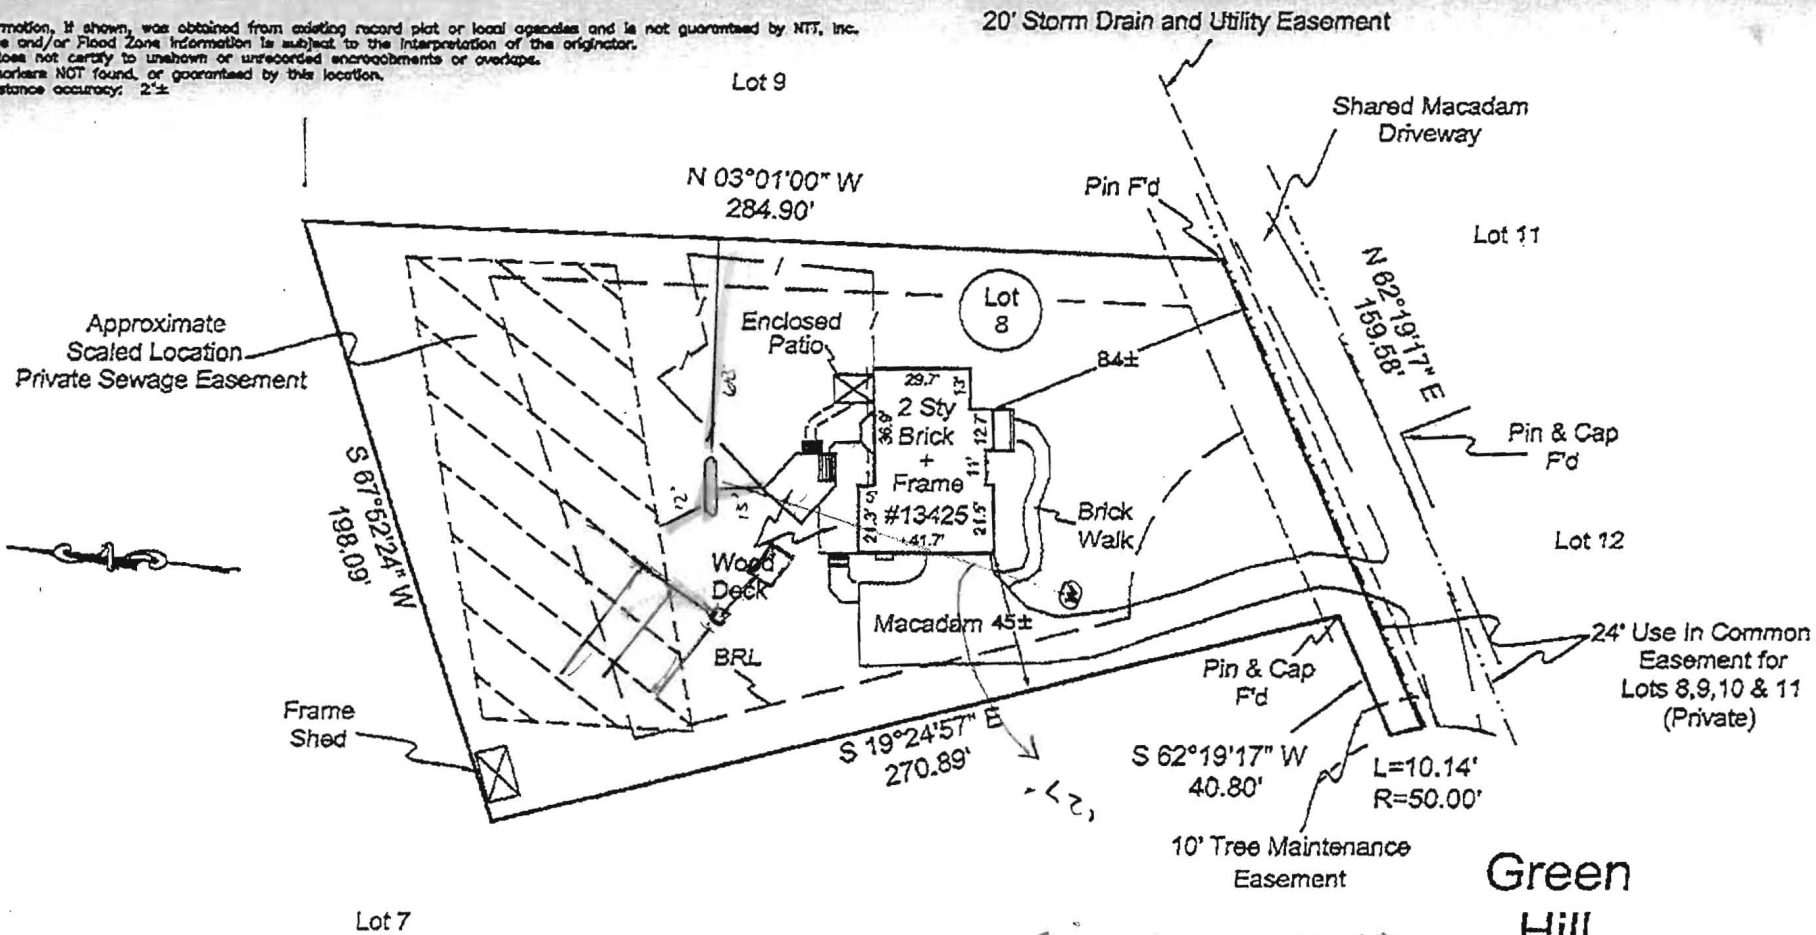 rmation, if shown, was obtained from existing record plat or local agencies and is not guaranteed by NTT, Inc.
e and/or Flood Zone information is subject to the interpretation of the originator.
does not certify to unshown or unrecorded encroachments or overlaps.
markers NOT found, or guaranteed by this location.
stance accuracy: 2'±
20' Storm Drain and Utility Easement
Lot 9
Shared Macadam
Driveway
N 03°01'00" W
284.90'
Pin F'd
Lot 11
N 62°19'17" E
159.58'
Lot
8
Approximate
Scaled Location
Private Sewage Easement
Enclosed
Patio
84±
68'
29.7'
13'
2 Sty
Brick
+
Frame
#13425
36.9'
12.7'
11'
5'
21.3'
21.5'
41.7'
Pin & Cap
F'd
S 67°52'24" W
198.09'
12'
13'
Brick
Walk
Lot 12
Wood
Deck
W
Macadam 45±
24' Use In Common
Easement for
Lots 8,9,10 & 11
(Private)
BRL
Pin & Cap
F'd
Frame
Shed
S 19°24'57" E
270.89'
S 62°19'17" W
40.80'
L=10.14'
R=50.00'
10' Tree Maintenance
Easement
Green
Hill
Lot 7